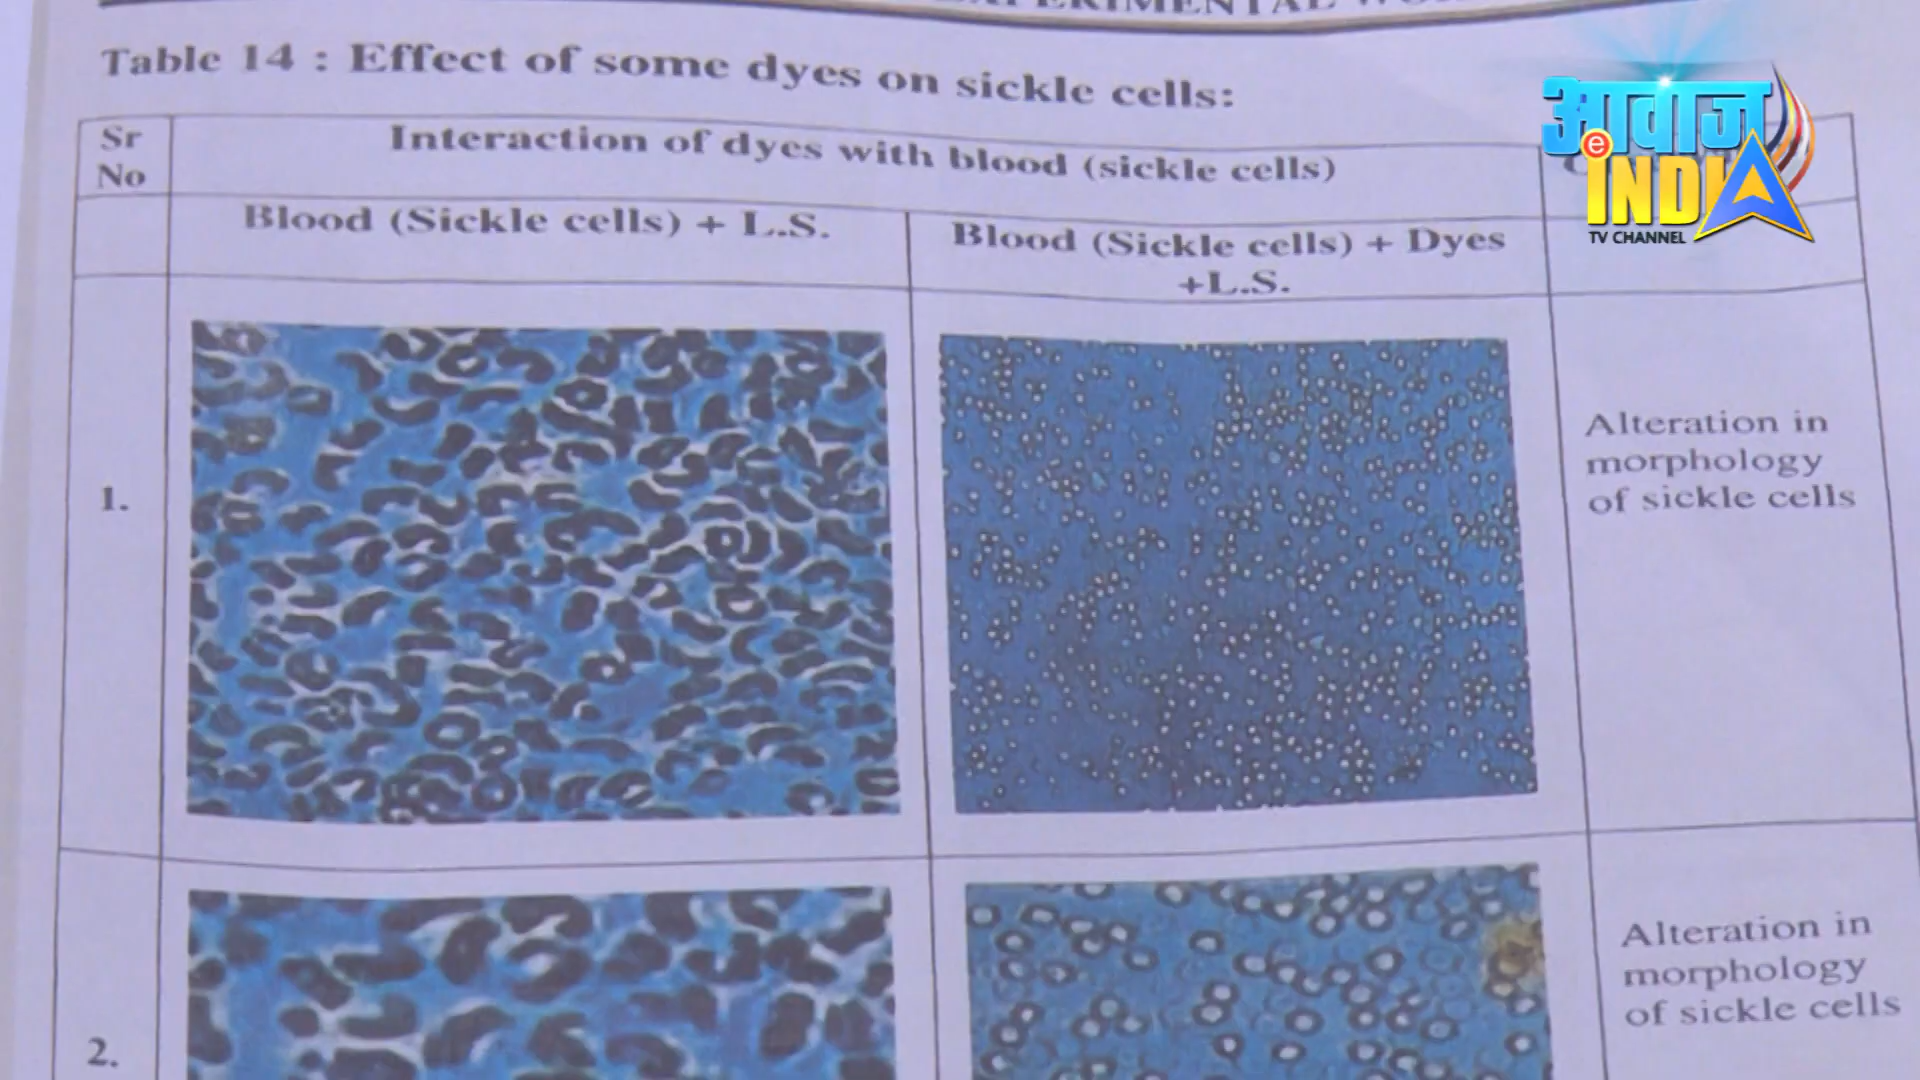 EXPERIMENTAL
Table 14 : Effect of some dyes on sickle cells:
Sr
No
Interaction of dyes with blood (sickle cells)
Blood (Sickle cells) + L.S.
Blood (Sickle cells) + Dyes
+L.S.
1.
Alteration in
morphology
of sickle cells
2.
Alteration in
morphology
of sickle cells
आवाज
e
INDIA
TV CHANNEL